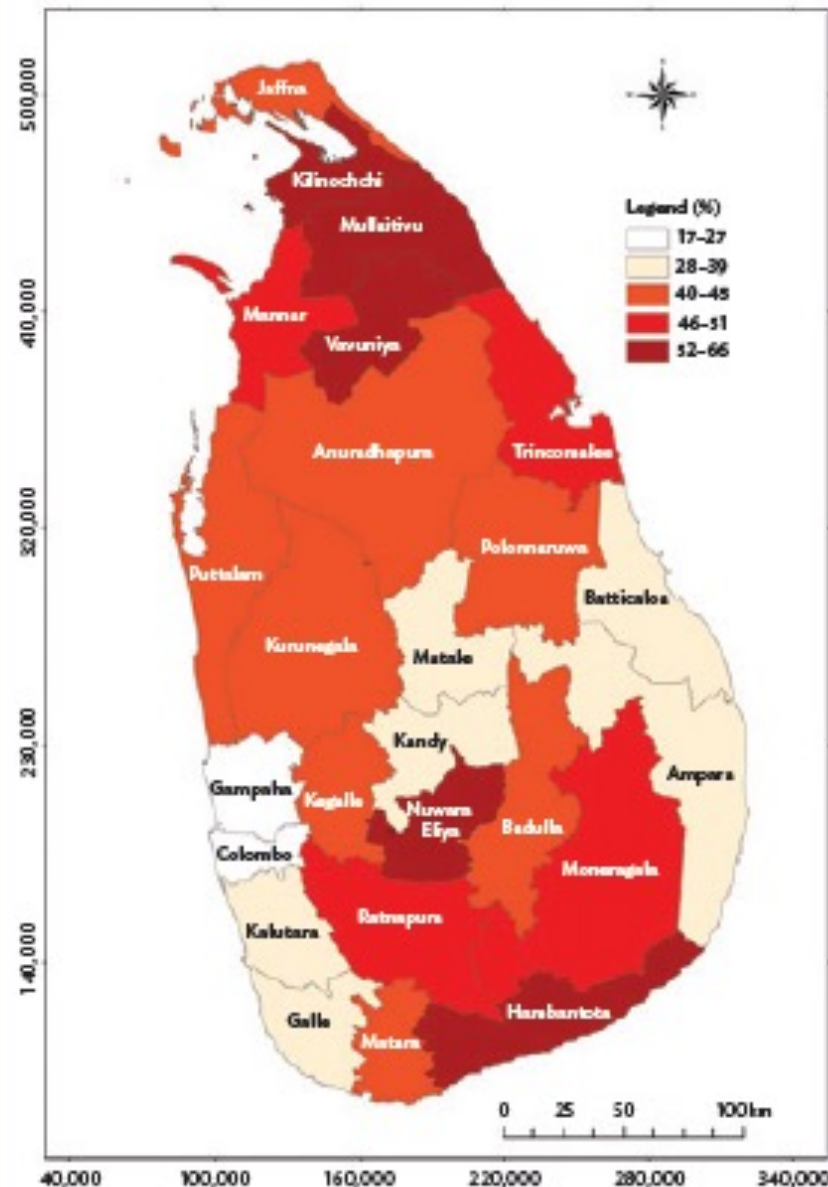 500,000
Jaffna
Kilinochchi
Mullaitivu
Legend (%)
17–27
28–39
40–45
46–51
52–66
40,000
Mannar
Vavuniya
Anuradhapura
Trincomalee
320,000
Polonnaruwa
Puttalam
Batticaloa
Kurunegala
Matale
230,000
Kandy
Gampaha
Kegalle
Nuwara
Eliya
Ampara
Badulla
Colombo
Moneragala
Ratnapura
Kalutara
140,000
Hambantota
Galle
Matara
0 25 50 100 km
40,000 100,000 160,000 220,000 280,000 340,000